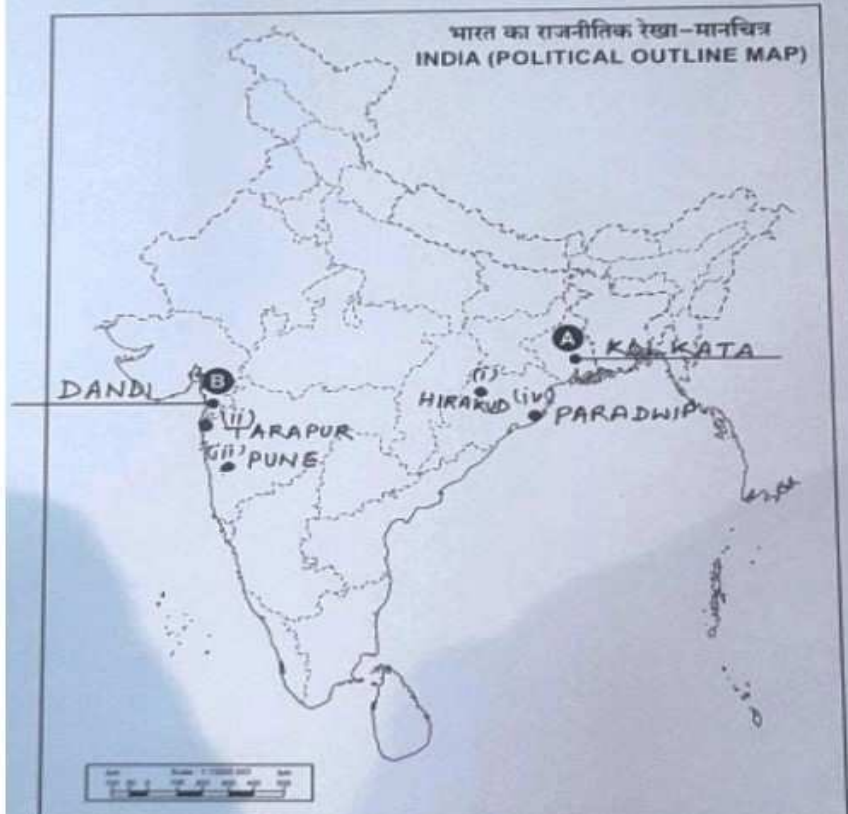 भारत का राजनीतिक रेखा-मानचित्र
INDIA (POLITICAL OUTLINE MAP)
A
KOLKATA
(i)
HIRAKUD
(iv)
PARADWIP
B
DANDI
(ii)
TARAPUR
(iii)
PUNE